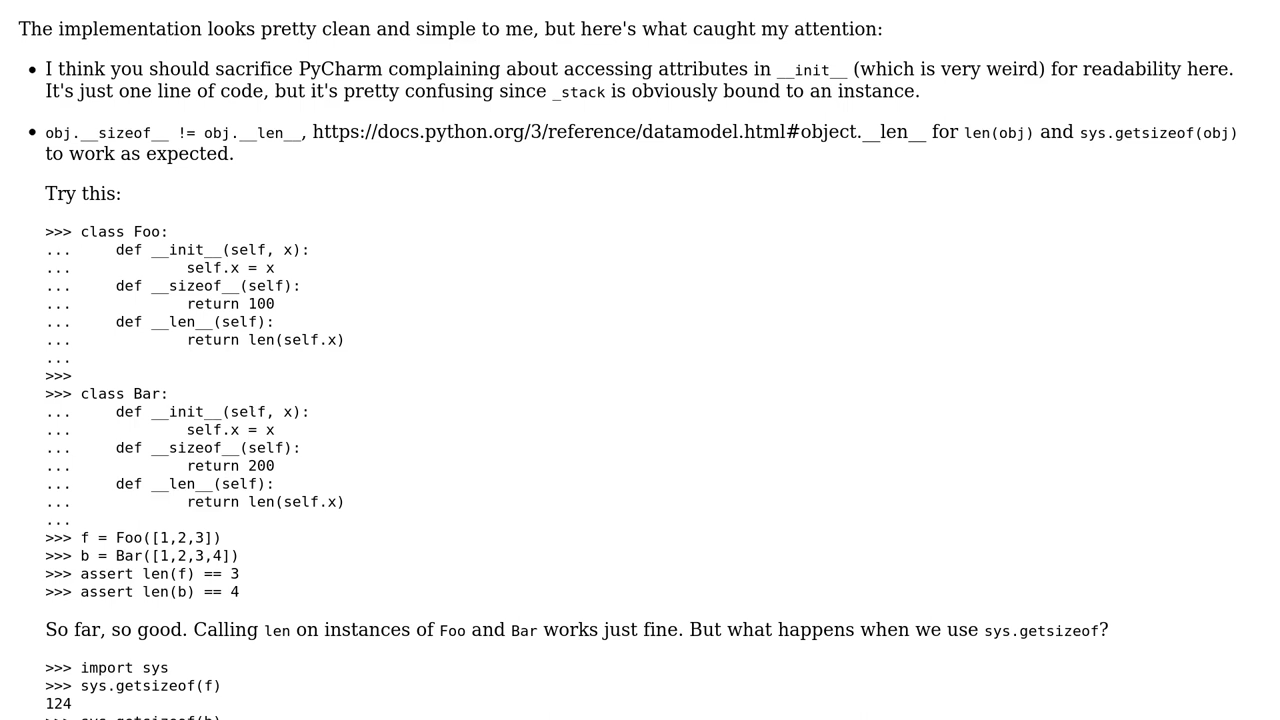 The implementation looks pretty clean and simple to me, but here's what caught my attention:
• I think you should sacrifice PyCharm complaining about accessing attributes in __init__ (which is very weird) for readability here.
It's just one line of code, but it's pretty confusing since _stack is obviously bound to an instance.
• obj.__sizeof__ != obj.__len__, https://docs.python.org/3/reference/datamodel.html#object.__len__ for len(obj) and sys.getsizeof(obj)
to work as expected.
Try this:
>>> class Foo:
...     def __init__(self, x):
...             self.x = x
...     def __sizeof__(self):
...             return 100
...     def __len__(self):
...             return len(self.x)
...
>>>
>>> class Bar:
...     def __init__(self, x):
...             self.x = x
...     def __sizeof__(self):
...             return 200
...     def __len__(self):
...             return len(self.x)
...
>>> f = Foo([1,2,3])
>>> b = Bar([1,2,3,4])
>>> assert len(f) == 3
>>> assert len(b) == 4
So far, so good. Calling len on instances of Foo and Bar works just fine. But what happens when we use sys.getsizeof?
>>> import sys
>>> sys.getsizeof(f)
124
>>> sys.getsizeof(b)